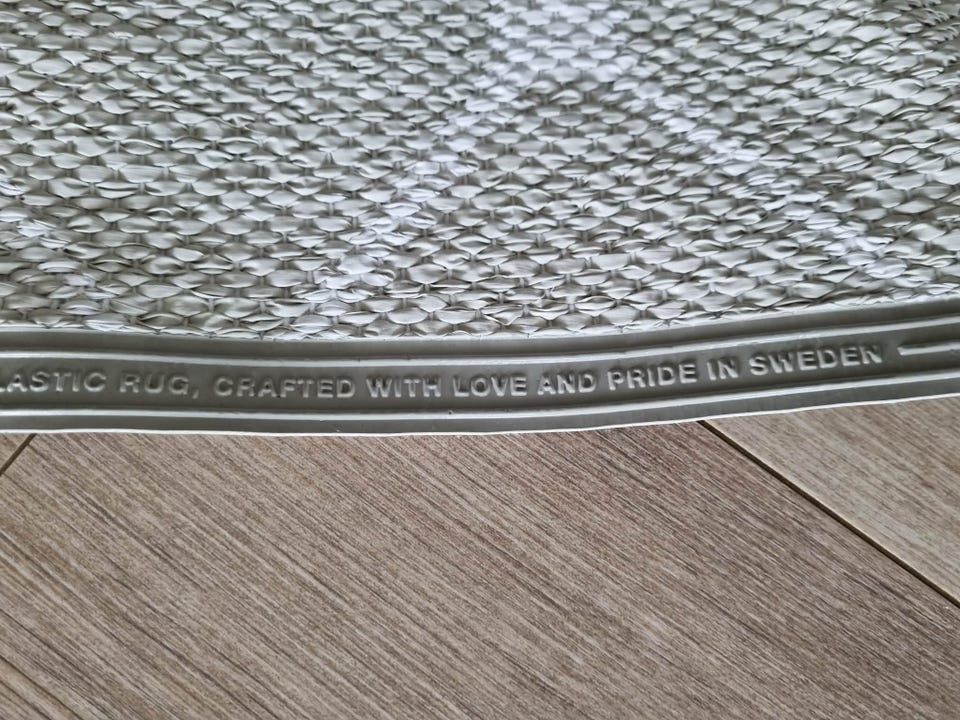 LASTIC RUG, CRAFTED WITH LOVE AND PRIDE IN SWEDEN